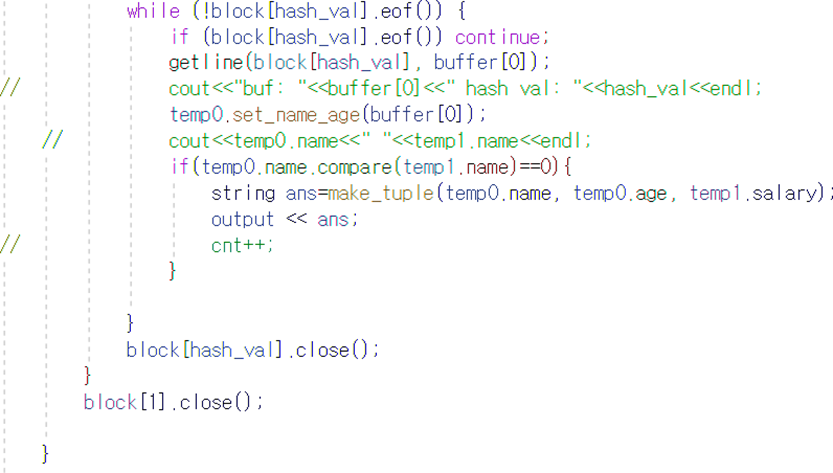 while (!block[hash_val].eof()) {
if (block[hash_val].eof()) continue;
getline(block[hash_val], buffer[0]);
// cout<<"buf: "<<buffer[0]<<" hash val: "<<hash_val<<endl;
temp0.set_name_age(buffer[0]);
// cout<<temp0.name<<" "<<temp1.name<<endl;
if(temp0.name.compare(temp1.name)==0){
string ans=make_tuple(temp0.name, temp0.age, temp1.salary);
output << ans;
// cnt++;
}
}
block[hash_val].close();
}
block[1].close();
}